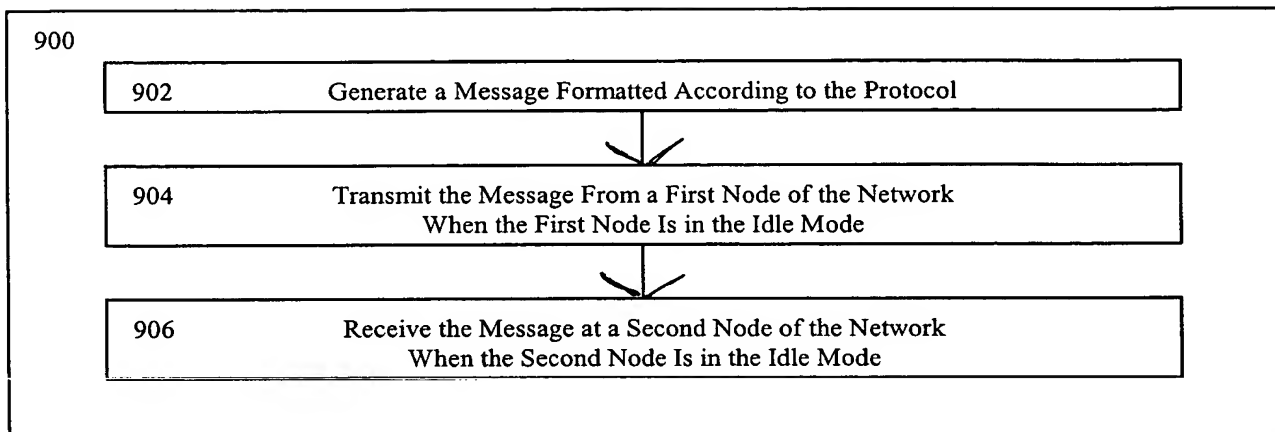 900
902 Generate a Message Formatted According to the Protocol
904 Transmit the Message From a First Node of the Network
When the First Node Is in the Idle Mode
906 Receive the Message at a Second Node of the Network
When the Second Node Is in the Idle Mode